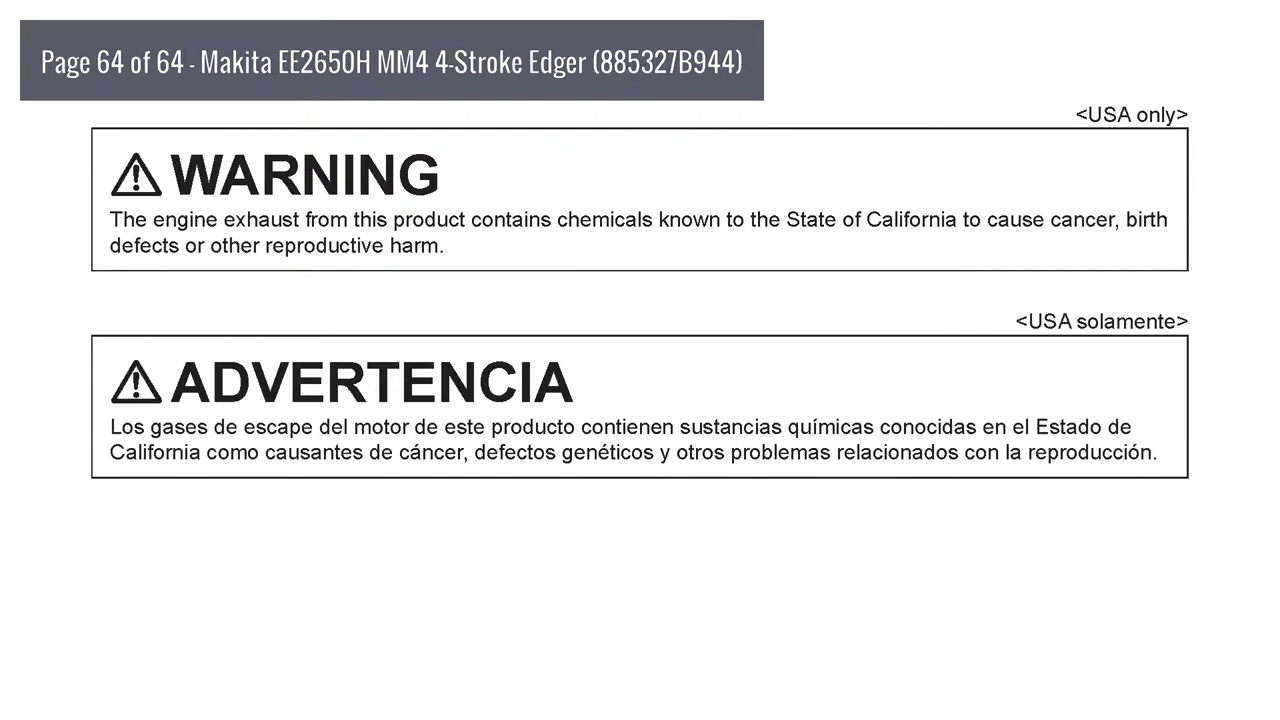 Page 64 of 64 - Makita EE2650H MM4 4-Stroke Edger (885327B944)
<USA only>
WARNING
The engine exhaust from this product contains chemicals known to the State of California to cause cancer, birth
defects or other reproductive harm.
<USA solamente>
ADVERTENCIA
Los gases de escape del motor de este producto contienen sustancias químicas conocidas en el Estado de
California como causantes de cáncer, defectos genéticos y otros problemas relacionados con la reproducción.